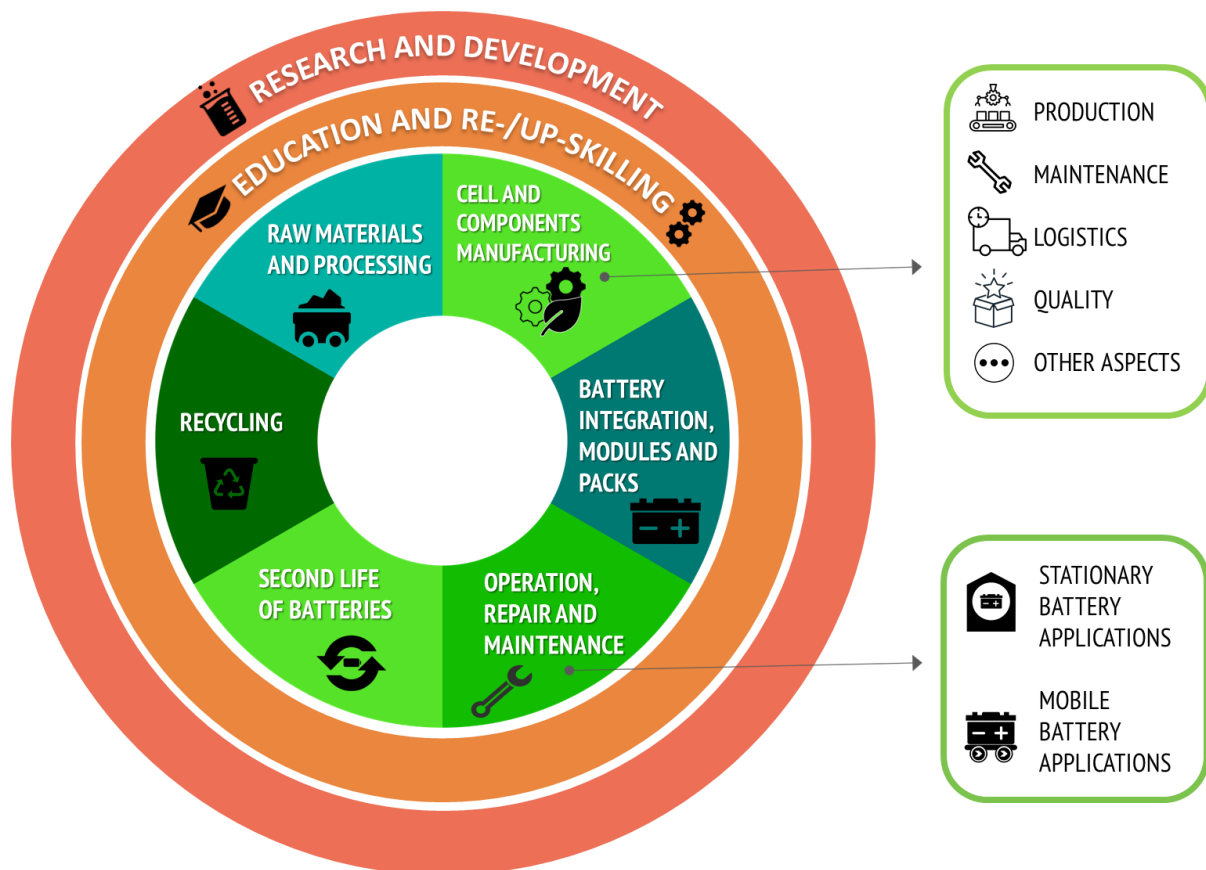 RESEARCH AND DEVELOPMENT
EDUCATION AND RE-/UP-SKILLING
RAW MATERIALS
AND PROCESSING
CELL AND
COMPONENTS
MANUFACTURING
BATTERY
INTEGRATION,
MODULES AND
PACKS
OPERATION,
REPAIR AND
MAINTENANCE
SECOND LIFE
OF BATTERIES
RECYCLING
PRODUCTION
MAINTENANCE
LOGISTICS
QUALITY
OTHER ASPECTS
STATIONARY
BATTERY
APPLICATIONS
MOBILE
BATTERY
APPLICATIONS